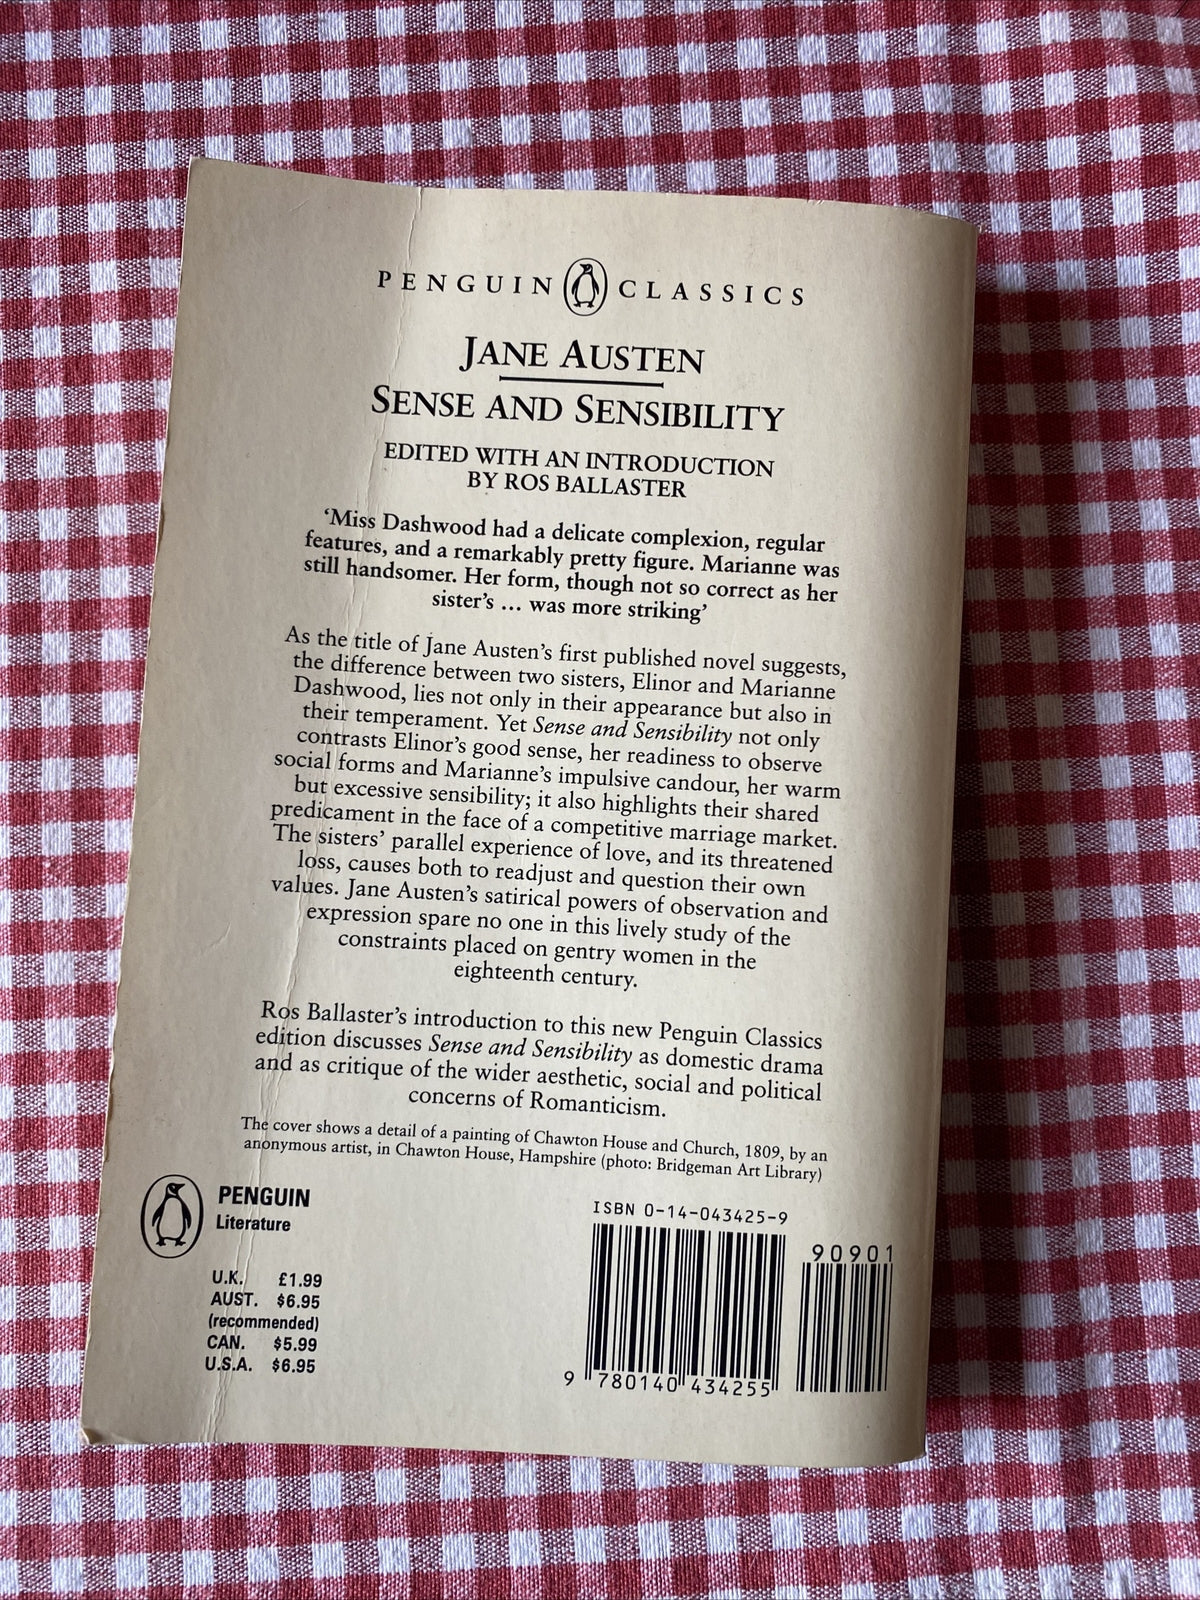 PENGUIN CLASSICS
JANE AUSTEN
SENSE AND SENSIBILITY
EDITED WITH AN INTRODUCTION
BY ROS BALLASTER
‘Miss Dashwood had a delicate complexion, regular
features, and a remarkably pretty figure. Marianne was
still handsomer. Her form, though not so correct as her
sister’s ... was more striking’
As the title of Jane Austen’s first published novel suggests,
the difference between two sisters, Elinor and Marianne
Dashwood, lies not only in their appearance but also in
their temperament. Yet Sense and Sensibility not only
contrasts Elinor’s good sense, her readiness to observe
social forms and Marianne’s impulsive candour, her warm
but excessive sensibility; it also highlights their shared
predicament in the face of a competitive marriage market.
The sisters’ parallel experience of love, and its threatened
loss, causes both to readjust and question their own
values. Jane Austen’s satirical powers of observation and
expression spare no one in this lively study of the
constraints placed on gentry women in the
eighteenth century.
Ros Ballaster’s introduction to this new Penguin Classics
edition discusses Sense and Sensibility as domestic drama
and as critique of the wider aesthetic, social and political
concerns of Romanticism.
The cover shows a detail of a painting of Chawton House and Church, 1809, by an
anonymous artist, in Chawton House, Hampshire (photo: Bridgeman Art Library)
PENGUIN
Literature
U.K. £1.99
AUST. $6.95
(recommended)
CAN. $5.99
U.S.A. $6.95
ISBN 0-14-043425-9
90901
9 780140 434255